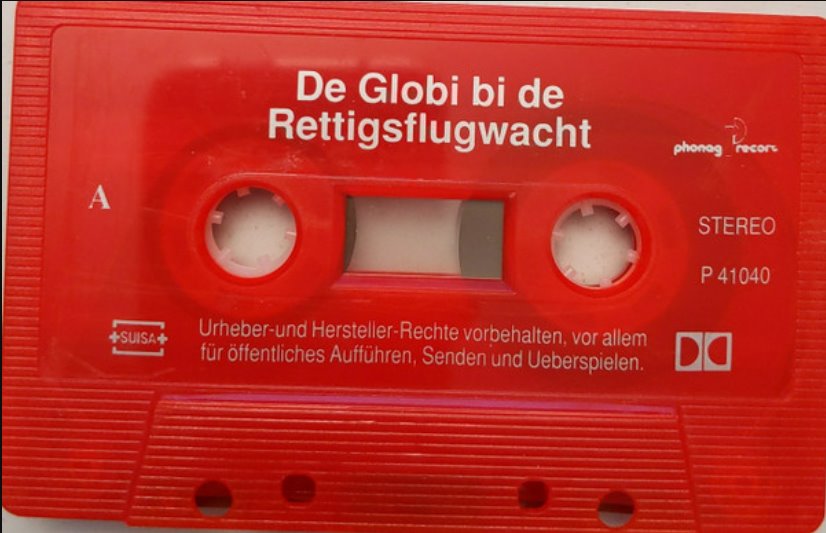 De Globi bi de
Rettigsflugwacht
phonag record
A
STEREO
P 41040
SUISA
Urheber-und Hersteller-Rechte vorbehalten, vor allem
für öffentliches Aufführen, Senden und Ueberspielen.